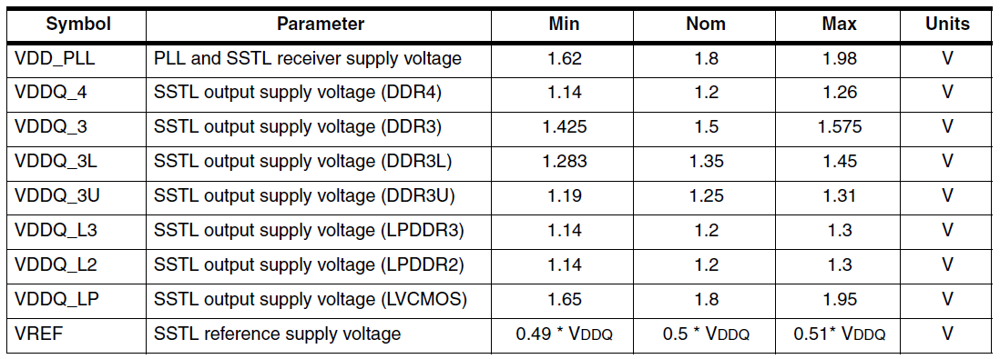 Symbol Parameter Min Nom Max Units
VDD_PLL PLL and SSTL receiver supply voltage 1.62 1.8 1.98 V
VDDQ_4 SSTL output supply voltage (DDR4) 1.14 1.2 1.26 V
VDDQ_3 SSTL output supply voltage (DDR3) 1.425 1.5 1.575 V
VDDQ_3L SSTL output supply voltage (DDR3L) 1.283 1.35 1.45 V
VDDQ_3U SSTL output supply voltage (DDR3U) 1.19 1.25 1.31 V
VDDQ_L3 SSTL output supply voltage (LPDDR3) 1.14 1.2 1.3 V
VDDQ_L2 SSTL output supply voltage (LPDDR2) 1.14 1.2 1.3 V
VDDQ_LP SSTL output supply voltage (LVCMOS) 1.65 1.8 1.95 V
VREF SSTL reference supply voltage 0.49 * VDDQ 0.5 * VDDQ 0.51* VDDQ V